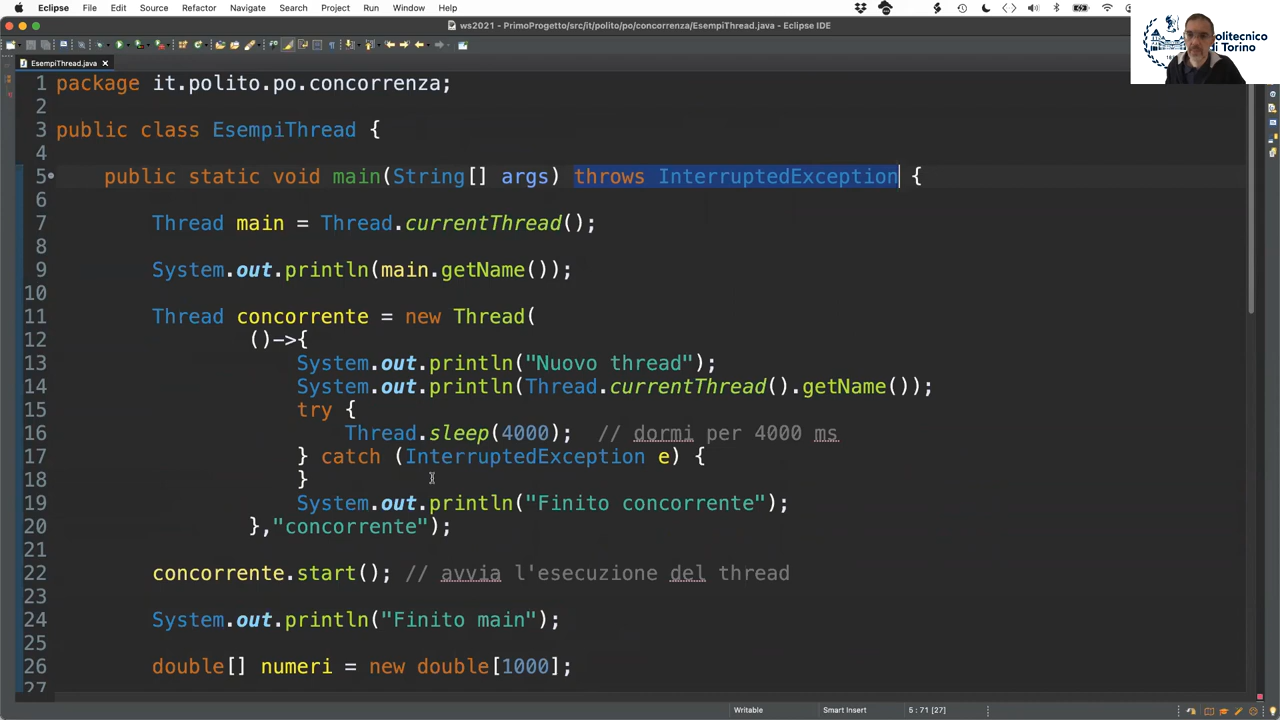 Eclipse File Edit Source Refactor Navigate Search Project Run Window Help
ws2021 - PrimoProgetto/src/it/polito/po/concorrenza/EsempiThread.java - Eclipse IDE
Politecnico
di Torino
EsempiThread.java
1 package it.polito.po.concorrenza;
2
3 public class EsempiThread {
4
5 public static void main(String[] args) throws InterruptedException {
6
7 Thread main = Thread.currentThread();
8
9 System.out.println(main.getName());
10
11 Thread concorrente = new Thread(
12 ()->{
13 System.out.println("Nuovo thread");
14 System.out.println(Thread.currentThread().getName());
15 try {
16 Thread.sleep(4000); // dormi per 4000 ms
17 } catch (InterruptedException e) {
18 }
19 System.out.println("Finito concorrente");
20 },"concorrente");
21
22 concorrente.start(); // avvia l'esecuzione del thread
23
24 System.out.println("Finito main");
25
26 double[] numeri = new double[1000];
27
Writable Smart Insert 5 : 71 [27]